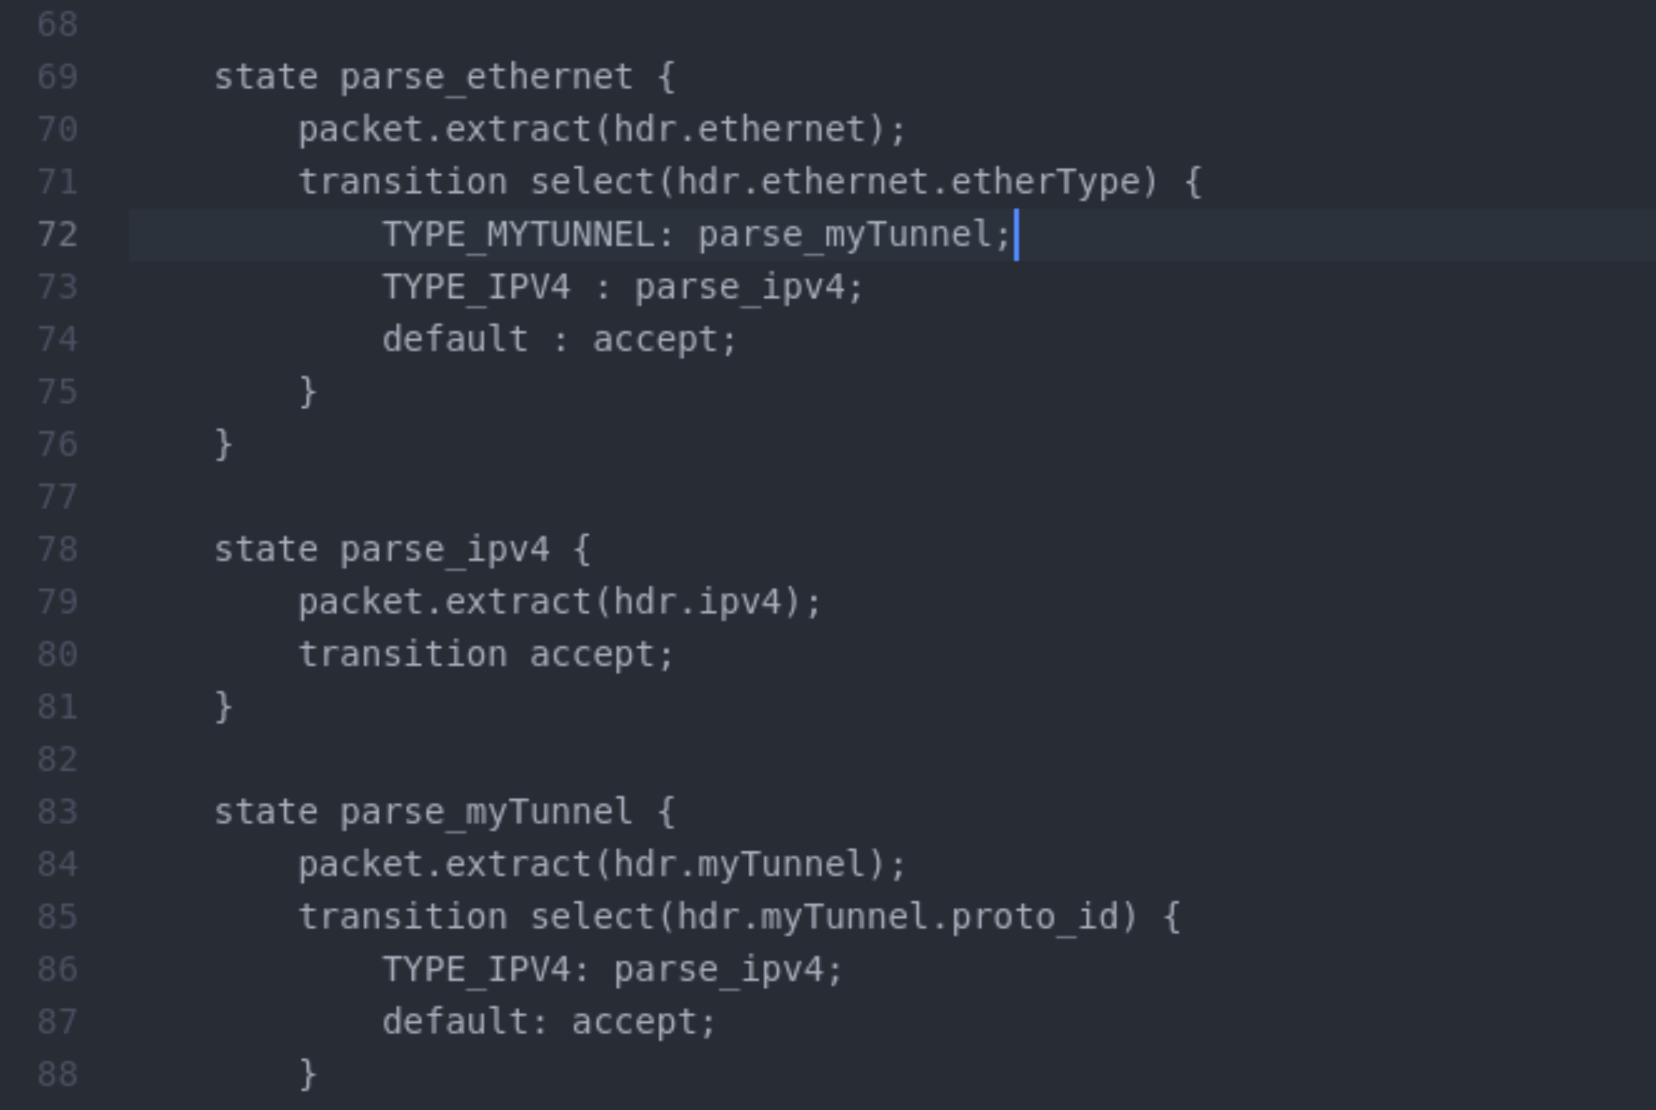 68
69 state parse_ethernet {
70 packet.extract(hdr.ethernet);
71 transition select(hdr.ethernet.etherType) {
72 TYPE_MYTUNNEL: parse_myTunnel;
73 TYPE_IPV4 : parse_ipv4;
74 default : accept;
75 }
76 }
77
78 state parse_ipv4 {
79 packet.extract(hdr.ipv4);
80 transition accept;
81 }
82
83 state parse_myTunnel {
84 packet.extract(hdr.myTunnel);
85 transition select(hdr.myTunnel.proto_id) {
86 TYPE_IPV4: parse_ipv4;
87 default: accept;
88 }